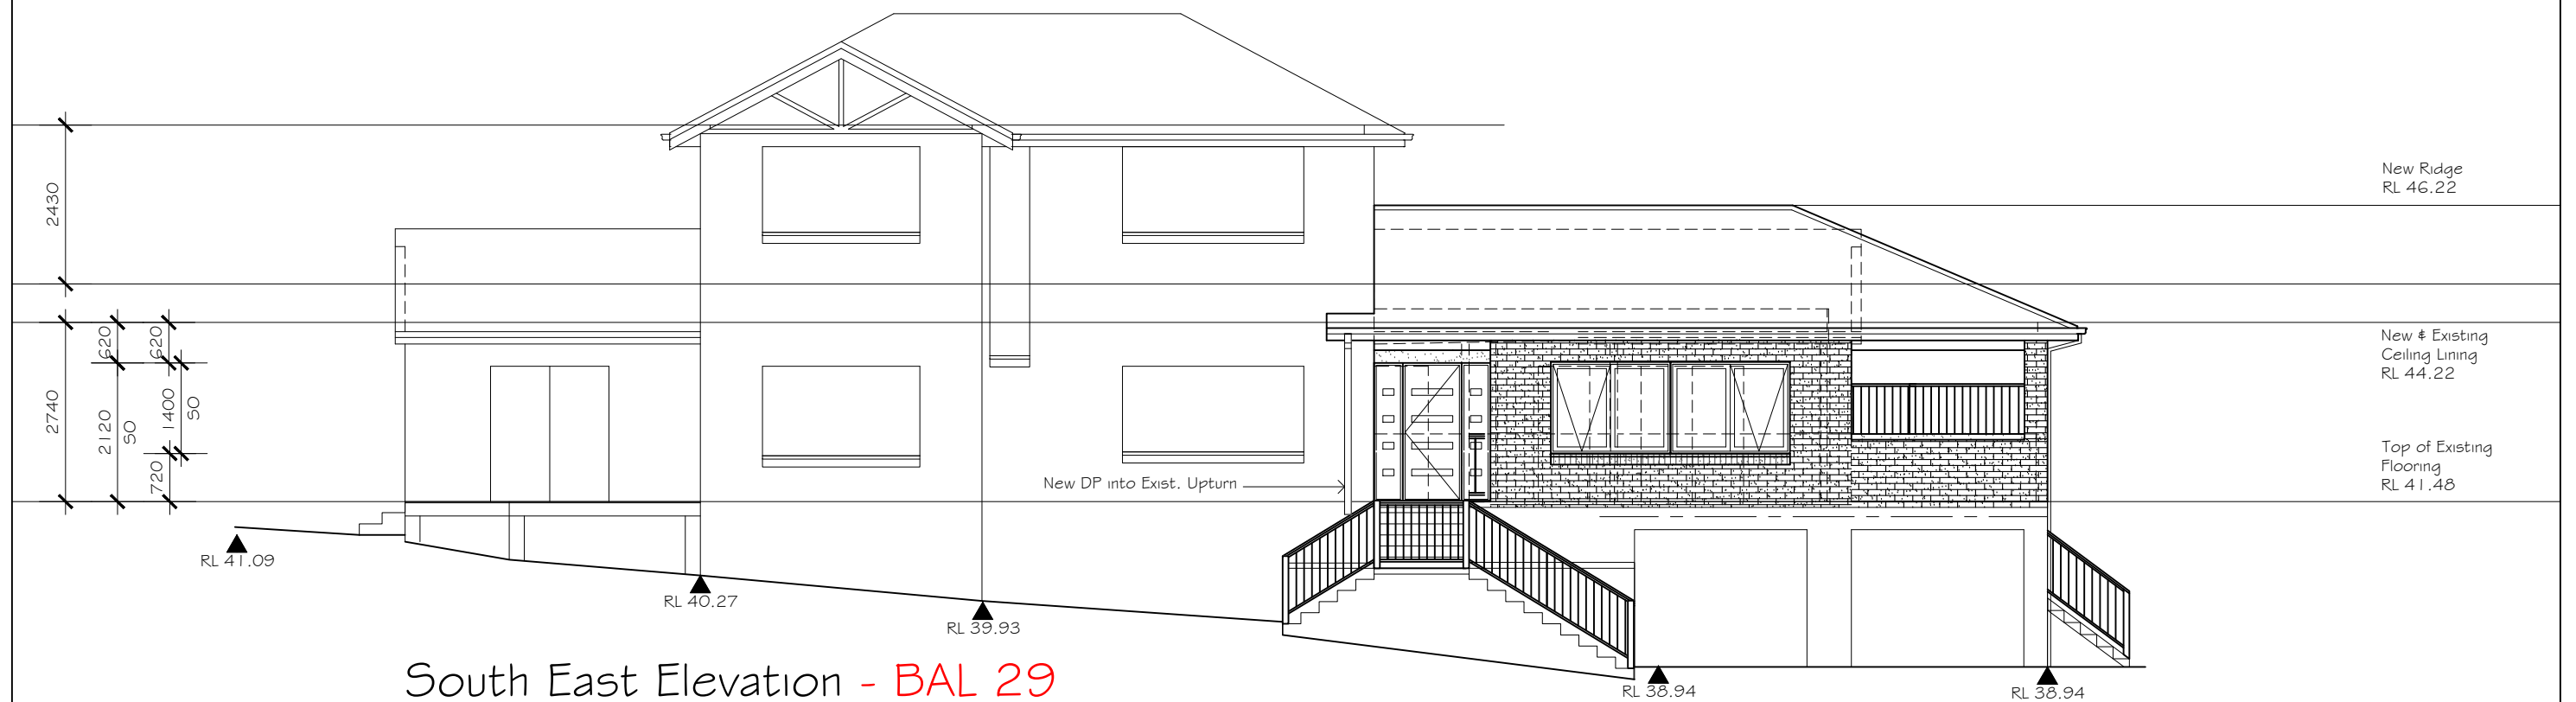 New Ridge
RL 46.22
2430
620
620
New & Existing
Ceiling Lining
RL 44.22
2740
2120
50
1400
50
720
Top of Existing
Flooring
RL 41.48
New DP into Exist. Upturn
RL 41.09
RL 40.27
RL 39.93
RL 38.94
RL 38.94
South East Elevation - BAL 29